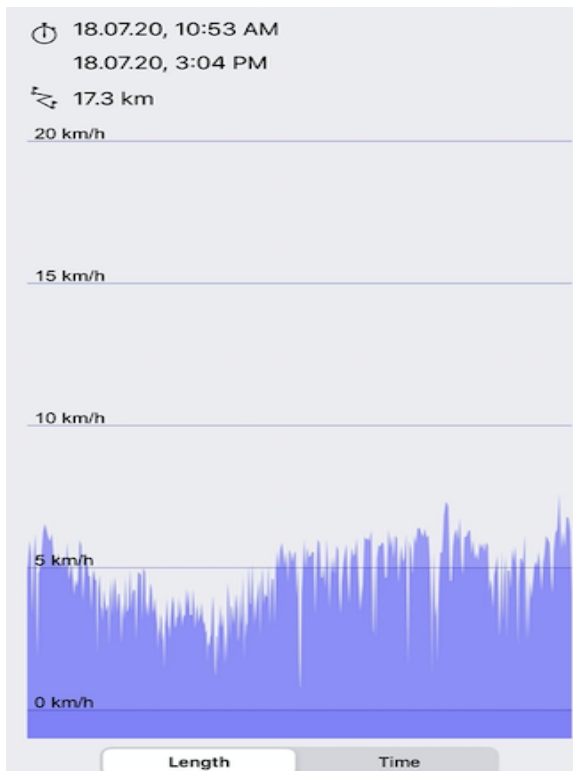 18.07.20, 10:53 AM
18.07.20, 3:04 PM
17.3 km
20 km/h
15 km/h
10 km/h
5 km/h
0 km/h
Length Time